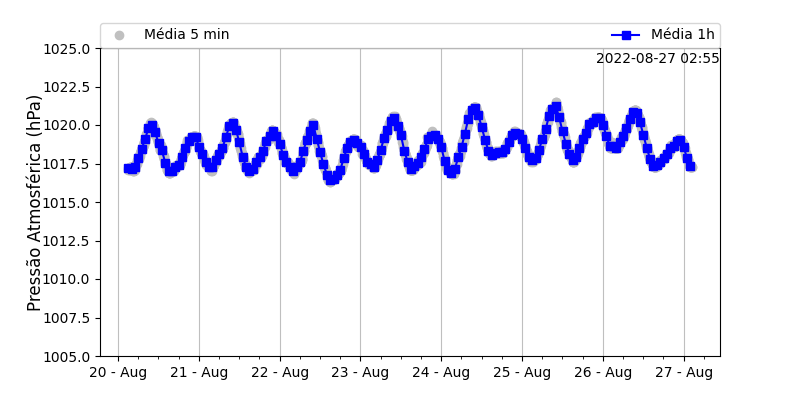 Média 5 min
Média 1h
2022-08-27 02:55
Pressão Atmosférica (hPa)
1025.0
1022.5
1020.0
1017.5
1015.0
1012.5
1010.0
1007.5
1005.0
20 - Aug
21 - Aug
22 - Aug
23 - Aug
24 - Aug
25 - Aug
26 - Aug
27 - Aug